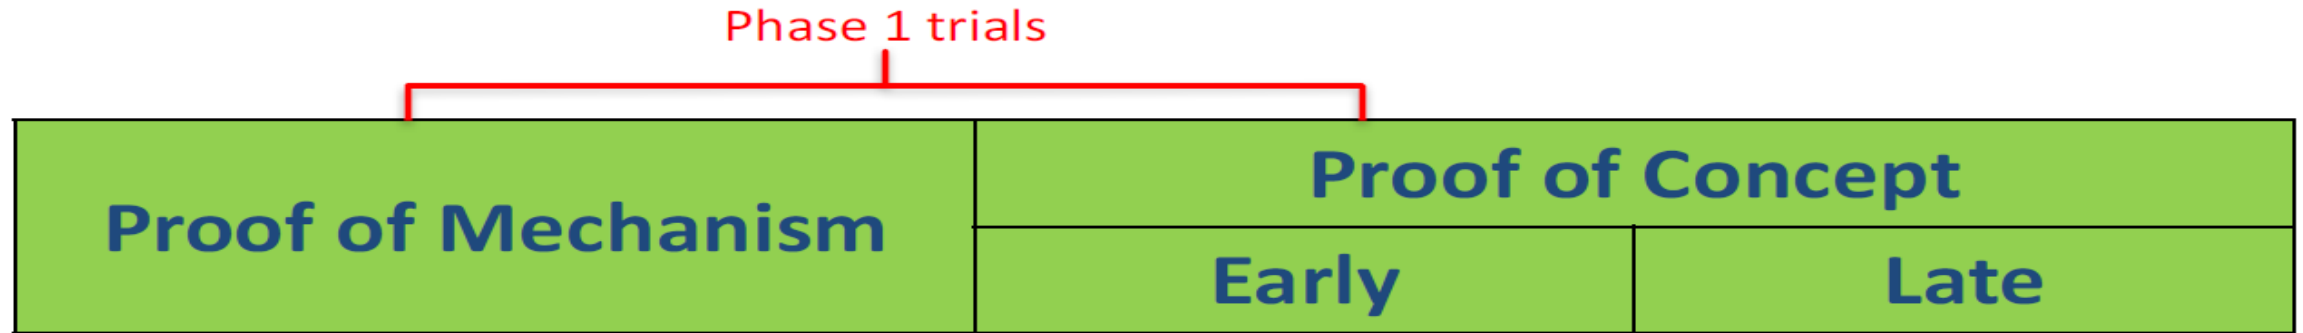 Phase 1 trials
Proof of Mechanism
Proof of Concept
Early
Late